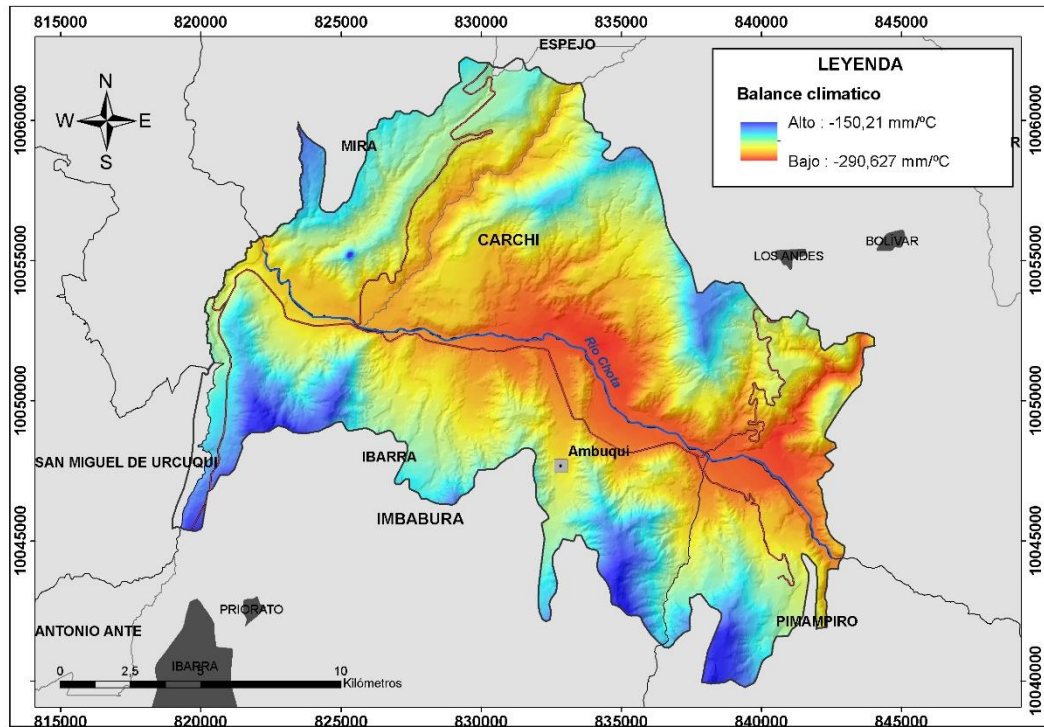 815000 820000 825000 830000 835000 840000 845000
ESPEJO
LEYENDA
Balance climatico
Alto : -150,21 mm/ºC
Bajo : -290,627 mm/ºC
N
W E
S
10060000 10060000
MIRA
R
CARCHI
BOLÍVAR
LOS ANDES
10055000 10055000
Río Chota
10050000 10050000
SAN MIGUEL DE URCUQUI
IBARRA
Ambuqui
IMBABURA
10045000 10045000
PRIORATO
PIMAMPIRO
ANTONIO ANTE
IBARRA
0 2,5 5 10
Kilómetros
10040000 10040000
815000 820000 825000 830000 835000 840000 845000